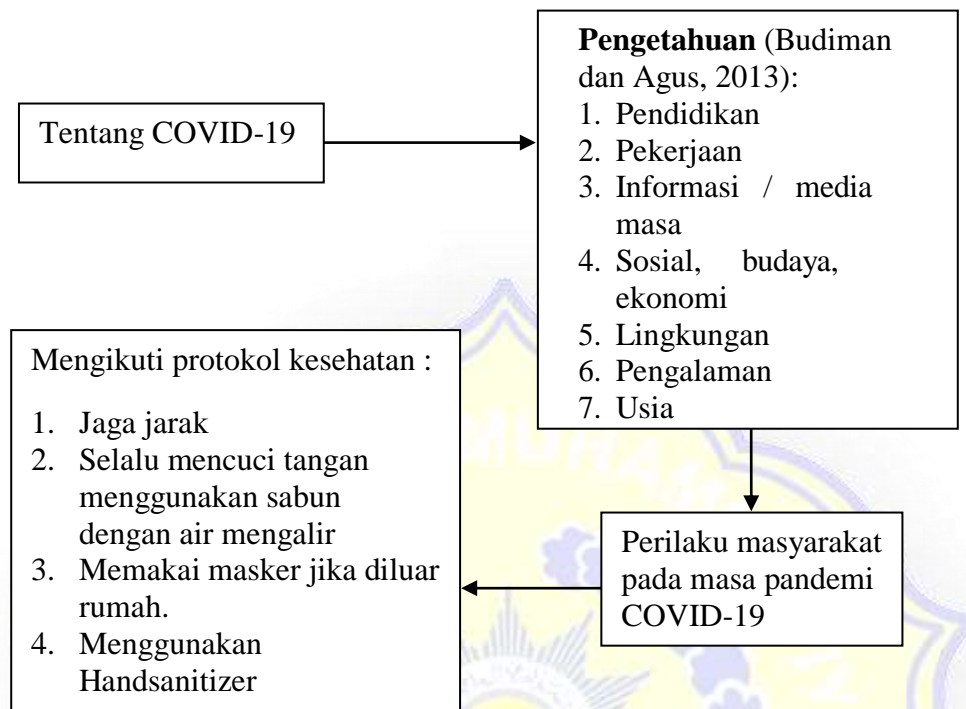 Tentang COVID-19
Pengetahuan (Budiman
dan Agus, 2013):
1. Pendidikan
2. Pekerjaan
3. Informasi / media
masa
4. Sosial, budaya,
ekonomi
5. Lingkungan
6. Pengalaman
7. Usia
Perilaku masyarakat
pada masa pandemi
COVID-19
Mengikuti protokol kesehatan :
1. Jaga jarak
2. Selalu mencuci tangan
menggunakan sabun
dengan air mengalir
3. Memakai masker jika diluar
rumah.
4. Menggunakan
Handsanitizer